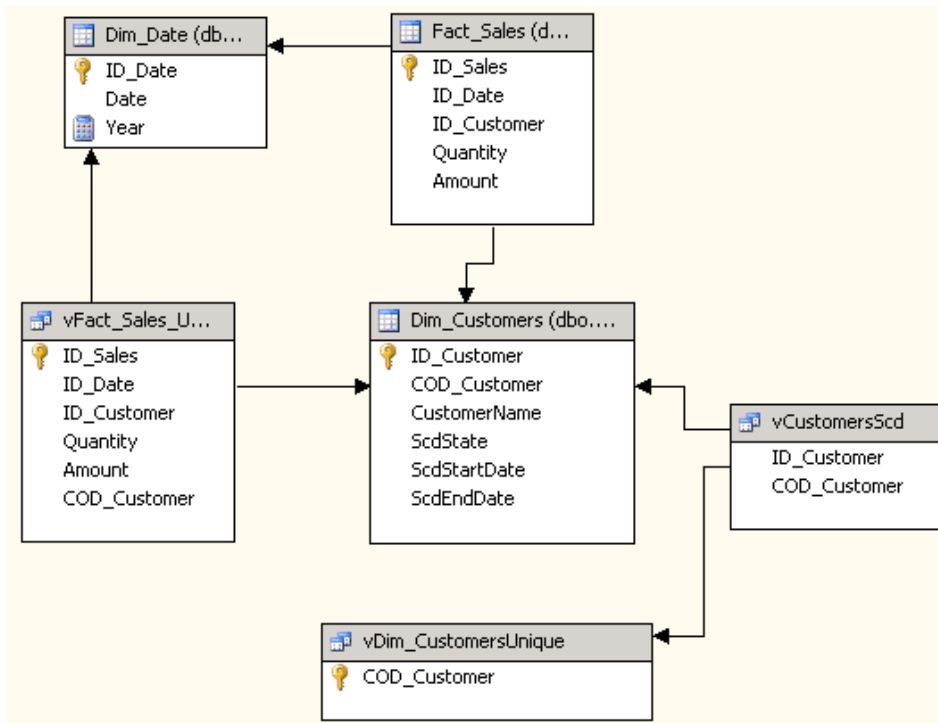 Dim_Date (db...
ID_Date
Date
Year
Fact_Sales (d...
ID_Sales
ID_Date
ID_Customer
Quantity
Amount
vFact_Sales_U...
ID_Sales
ID_Date
ID_Customer
Quantity
Amount
COD_Customer
Dim_Customers (dbo....
ID_Customer
COD_Customer
CustomerName
ScdState
ScdStartDate
ScdEndDate
vCustomersScd
ID_Customer
COD_Customer
vDim_CustomersUnique
COD_Customer